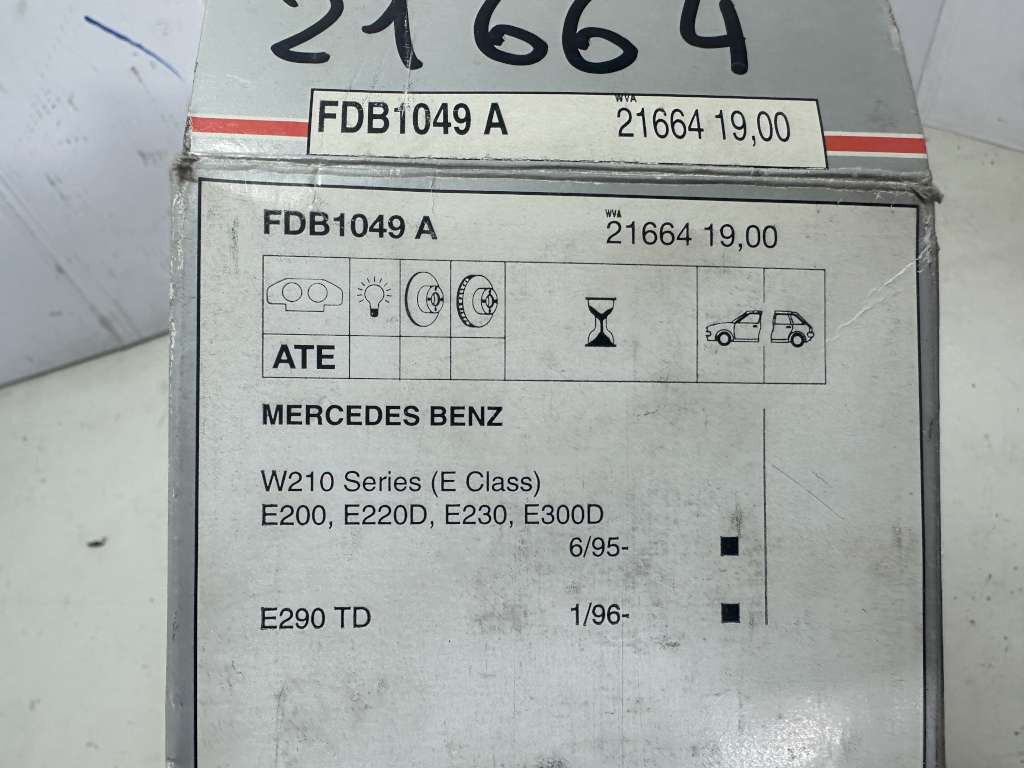 21664
FDB1049 A
WVA
21664 19,00
FDB1049 A
WVA
21664 19,00
ATE
MERCEDES BENZ
W210 Series (E Class)
E200, E220D, E230, E300D
6/95-
E290 TD 1/96-